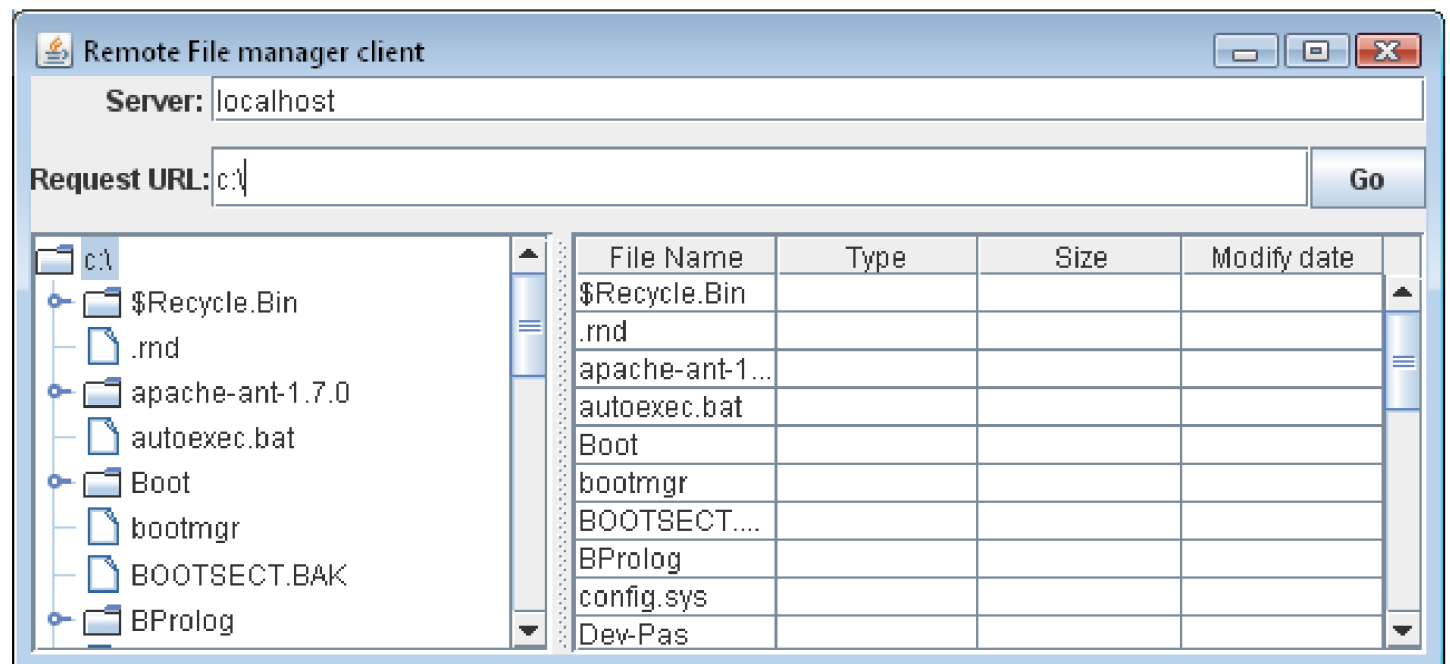 Remote File manager client
Server: localhost
Request URL: c:\ Go
c:\
$Recycle.Bin
.rnd
apache-ant-1.7.0
autoexec.bat
Boot
bootmgr
BOOTSECT.BAK
BProlog
File Name Type Size Modify date
$Recycle.Bin
.rnd
apache-ant-1...
autoexec.bat
Boot
bootmgr
BOOTSECT....
BProlog
config.sys
Dev-Pas